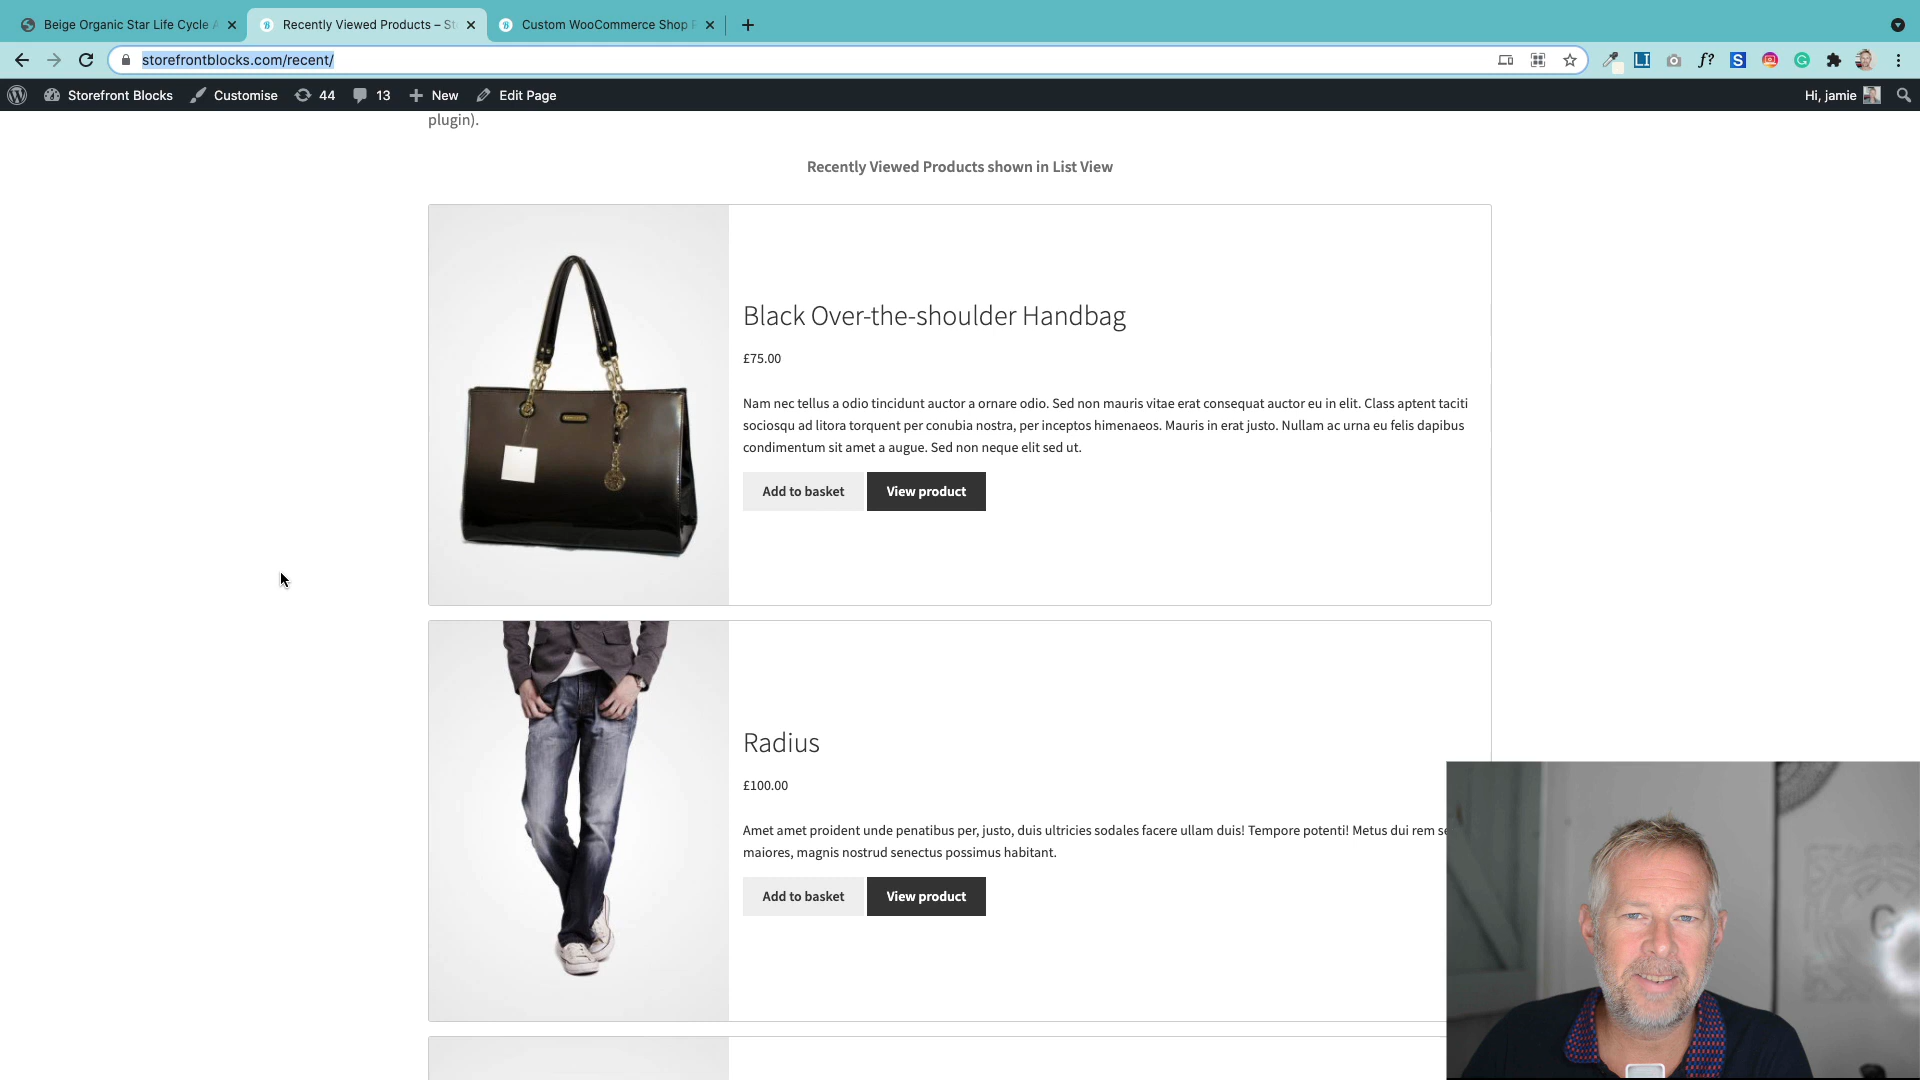 Beige Organic Star Life Cycle
Recently Viewed Products – St
Custom WooCommerce Shop
storefrontblocks.com/recent/
LI
f?
S
G
Storefront Blocks
Customise
44
13
New
Edit Page
Hi, jamie
plugin).
Recently Viewed Products shown in List View
Black Over-the-shoulder Handbag
£75.00
Nam nec tellus a odio tincidunt auctor a ornare odio. Sed non mauris vitae erat consequat auctor eu in elit. Class aptent taciti
sociosqu ad litora torquent per conubia nostra, per inceptos himenaeos. Mauris in erat justo. Nullam ac urna eu felis dapibus
condimentum sit amet a augue. Sed non neque elit sed ut.
Add to basket
View product
Radius
£100.00
Amet amet proident unde penatibus per, justo, duis ultricies sodales facere ullam duis! Tempore potenti! Metus dui rem se
maiores, magnis nostrud senectus possimus habitant.
Add to basket
View product